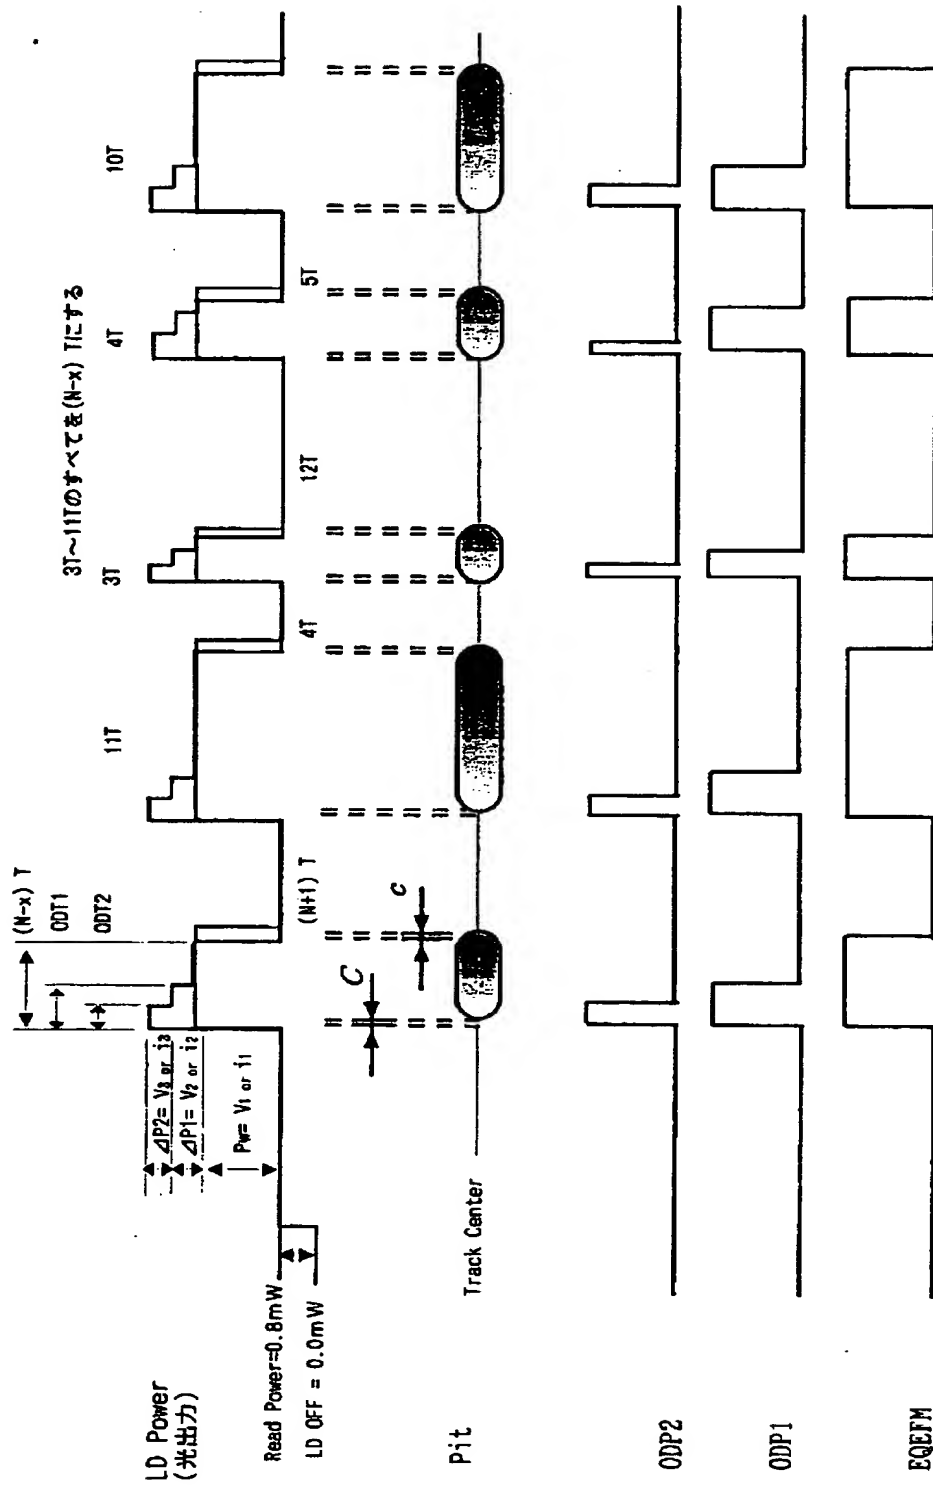 3T~11Tのすべてを(N-x) Tにする
(N-x) T
ODT1
ODT2
11T
3T
4T
10T
LD Power
(光出力)
⊿P2= V3 or i3
⊿P1= V2 or i2
Pw= V1 or i1
Read Power=0.8mW
LD OFF = 0.0mW
(N+1) T
4T
12T
5T
C
c
Pit
Track Center
ODP2
ODP1
EQEFM